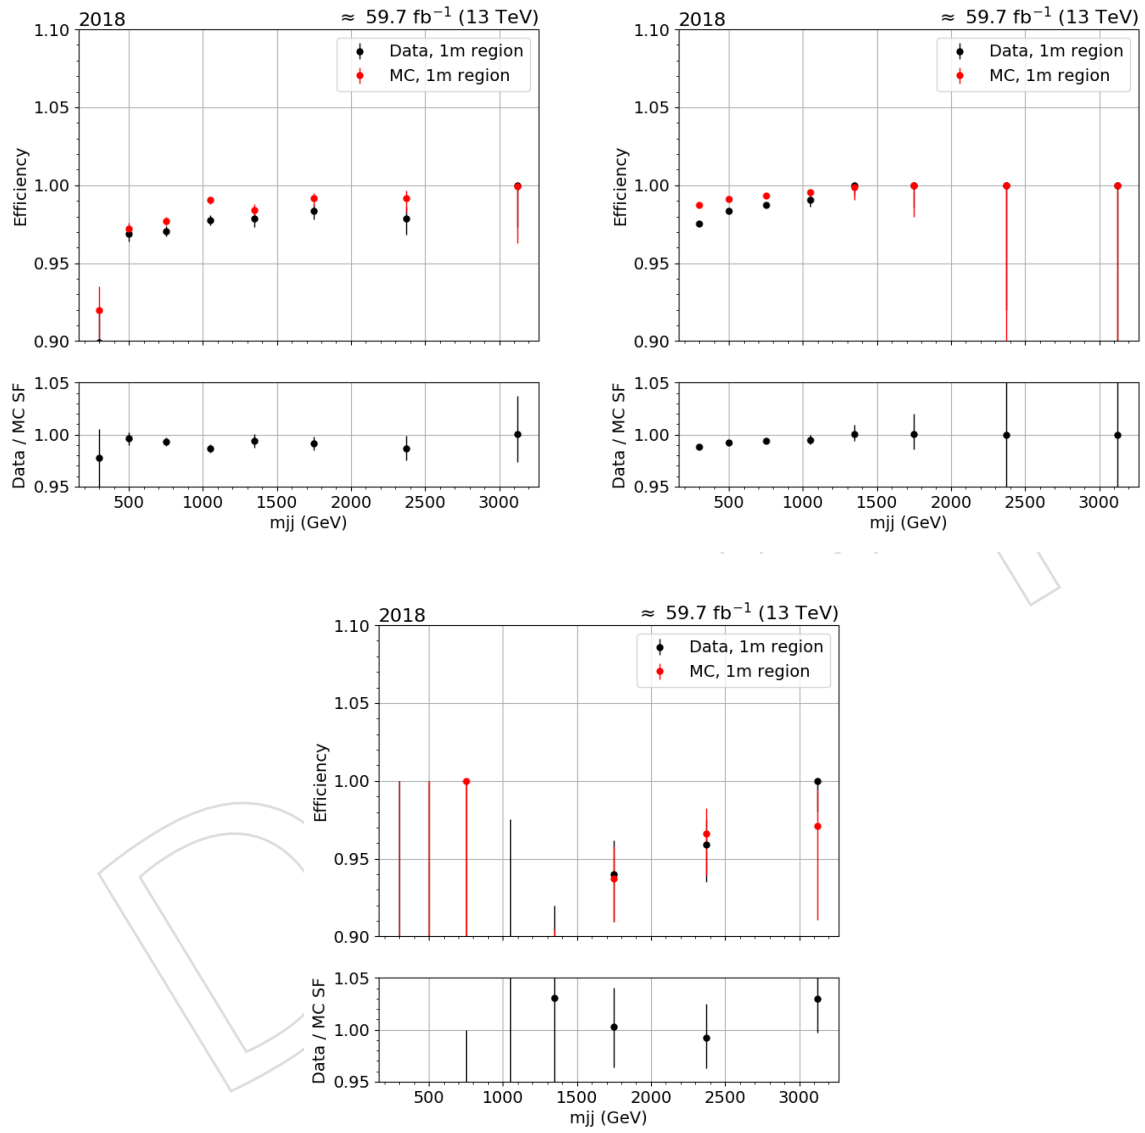 2018 ≈ 59.7 fb⁻¹ (13 TeV)
Data, 1m region
MC, 1m region
Efficiency
1.10
1.05
1.00
0.95
0.90
Data / MC SF
1.05
1.00
0.95
500 1000 1500 2000 2500 3000
mjj (GeV)
2018 ≈ 59.7 fb⁻¹ (13 TeV)
Data, 1m region
MC, 1m region
Efficiency
1.10
1.05
1.00
0.95
0.90
Data / MC SF
1.05
1.00
0.95
500 1000 1500 2000 2500 3000
mjj (GeV)
2018 ≈ 59.7 fb⁻¹ (13 TeV)
Data, 1m region
MC, 1m region
Efficiency
1.10
1.05
1.00
0.95
0.90
Data / MC SF
1.05
1.00
0.95
500 1000 1500 2000 2500 3000
mjj (GeV)